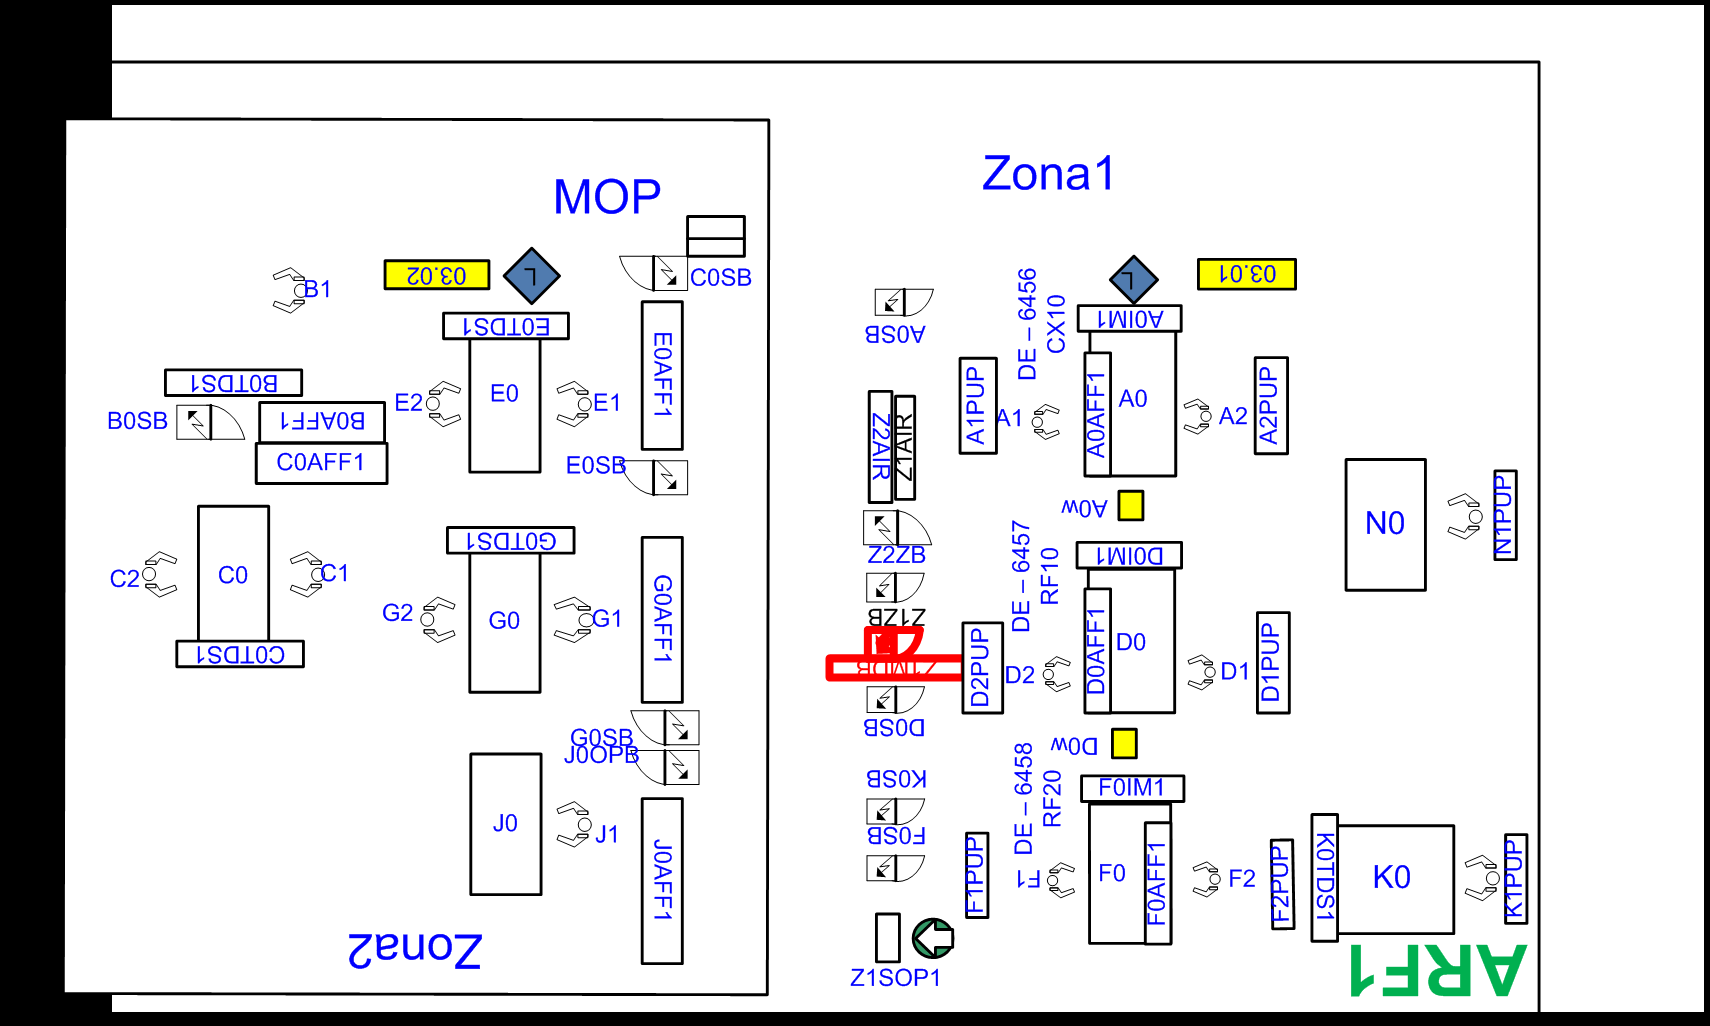 Zona1
MOP
C0SB
B1
03.02
L
E0TDS1
E0AFF1
B0TDS1
B0SB
B0AFF1
C0AFF1
E2
E0
E1
E0SB
C2
C0
C1
C0TDS1
G0TDS1
G2
G0
G1
G0AFF1
G0SB
J0OPB
J0
J1
J0AFF1
Zona2
A0SB
DE – 6456
CX10
L
03.01
A0IM1
A1PUP
A1
A0AFF1
A0
A2
A2PUP
Z2AIR
Z1AIR
A0w
N0
N1PUP
Z2ZB
Z1ZB
Z1MOB
DE – 6457
RF10
D0IM1
D2PUP
D2
D0AFF1
D0
D1
D1PUP
D0SB
D0w
K0SB
F0SB
DE – 6458
RF20
F0IM1
F1PUP
F1
F0
F0AFF1
F2
F2PUP
K0TDS1
K0
K1PUP
Z1SOP1
ARF1